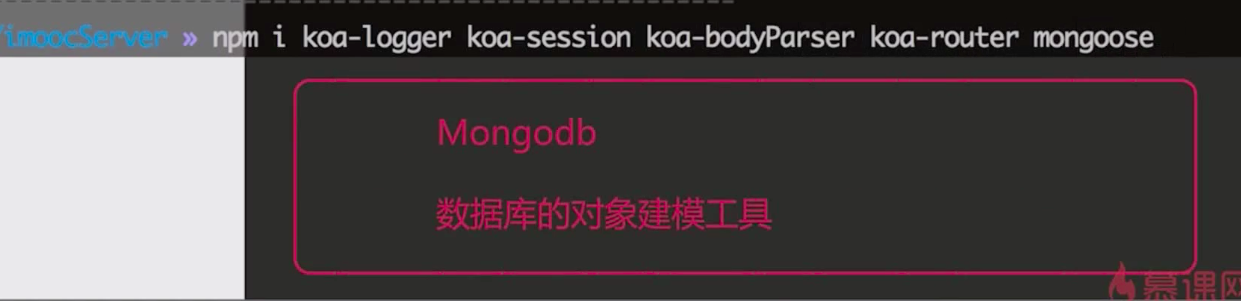 /imoocServer » npm i koa-logger koa-session koa-bodyParser koa-router mongoose
Mongodb
数据库的对象建模工具
慕课网